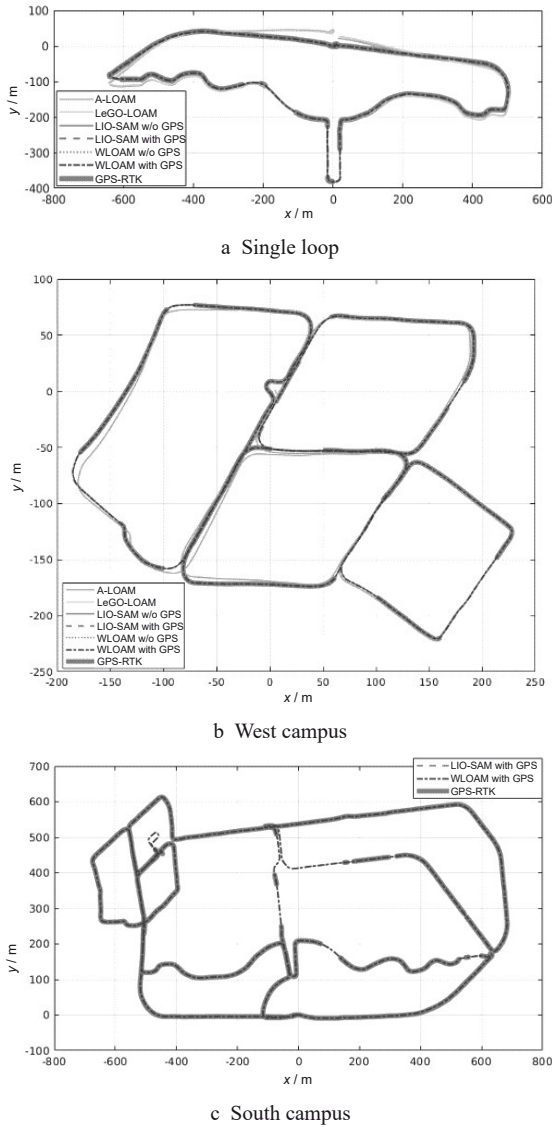 100
50
0
-100
-200
-300
-400
y / m
A-LOAM
LeGO-LOAM
LIO-SAM w/o GPS
LIO-SAM with GPS
WLOAM w/o GPS
WLOAM with GPS
GPS-RTK
-800 -600 -400 -200 0 200 400 600
x / m
a Single loop
100
50
0
-50
-100
-150
-200
-250
y / m
A-LOAM
LeGO-LOAM
LIO-SAM w/o GPS
LIO-SAM with GPS
WLOAM w/o GPS
WLOAM with GPS
GPS-RTK
-200 -150 -100 -50 0 50 100 150 200 250
x / m
b West campus
700
600
500
400
300
200
100
0
-100
y / m
LIO-SAM with GPS
WLOAM with GPS
GPS-RTK
-800 -600 -400 -200 0 200 400 600 800
x / m
c South campus